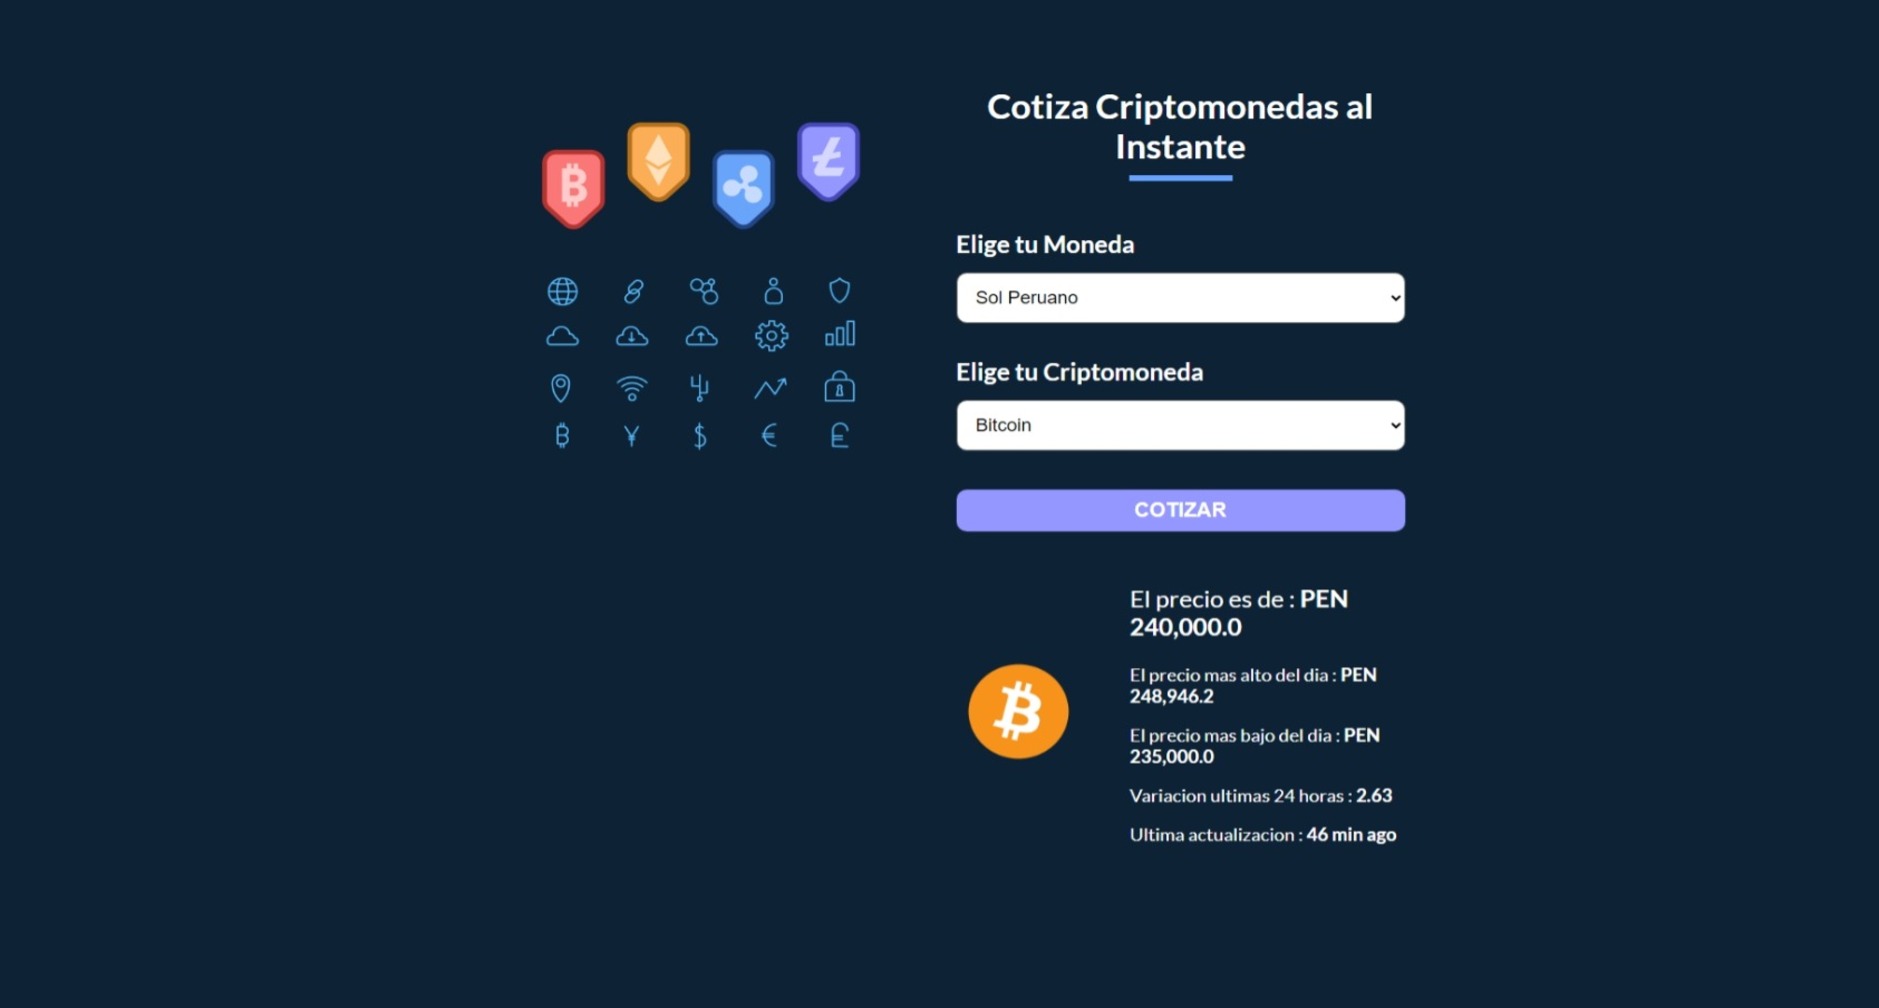 Cotiza Criptomonedas al
Instante
Elige tu Moneda
Sol Peruano
Elige tu Criptomoneda
Bitcoin
COTIZAR
El precio es de : PEN
240,000.0
El precio mas alto del dia : PEN
248,946.2
El precio mas bajo del dia : PEN
235,000.0
Variacion ultimas 24 horas : 2.63
Ultima actualizacion : 46 min ago